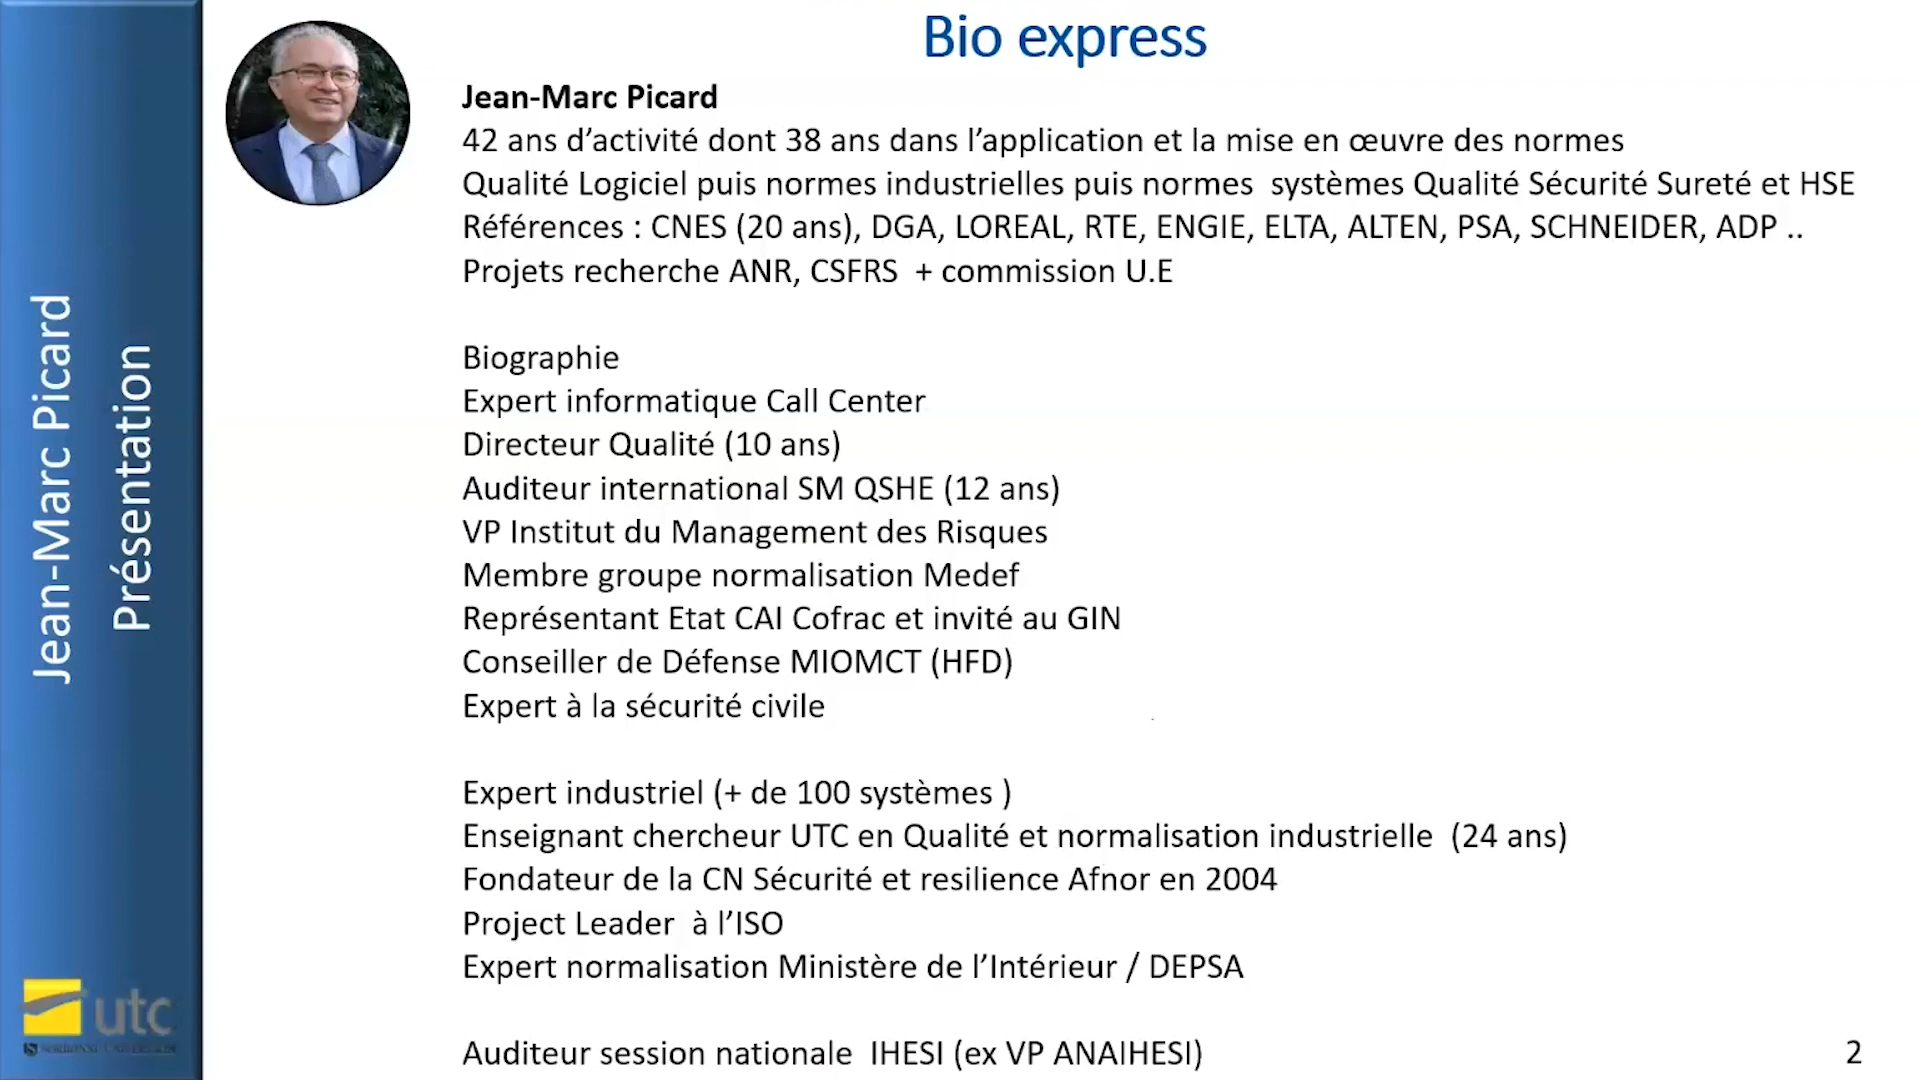 Bio express
Jean-Marc Picard
42 ans d’activité dont 38 ans dans l’application et la mise en œuvre des normes
Qualité Logiciel puis normes industrielles puis normes  systèmes Qualité Sécurité Sureté et HSE
Références : CNES (20 ans), DGA, LOREAL, RTE, ENGIE, ELTA, ALTEN, PSA, SCHNEIDER, ADP ..
Projets recherche ANR, CSFRS  + commission U.E
Biographie
Expert informatique Call Center
Directeur Qualité (10 ans)
Auditeur international SM QSHE (12 ans)
VP Institut du Management des Risques
Membre groupe normalisation Medef
Représentant Etat CAI Cofrac et invité au GIN
Conseiller de Défense MIOMCT (HFD)
Expert à la sécurité civile
Expert industriel (+ de 100 systèmes )
Enseignant chercheur UTC en Qualité et normalisation industrielle  (24 ans)
Fondateur de la CN Sécurité et resilience Afnor en 2004
Project Leader  à l’ISO
Expert normalisation Ministère de l’Intérieur / DEPSA
Auditeur session nationale  IHESI (ex VP ANAIHESI)
2
Jean-Marc Picard
Présentation
utc